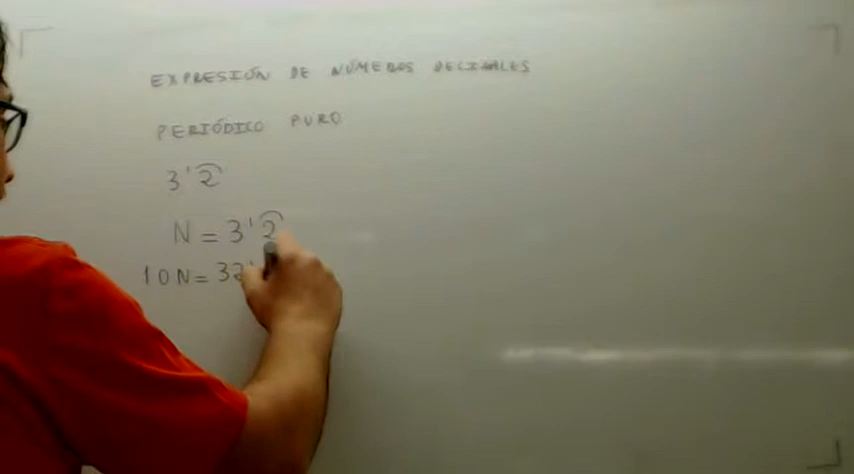 EXPRESIÓN DE NÚMEROS DECIMALES
PERIÓDICO PURO
3'2͡
N = 3'2͡
10N = 32'